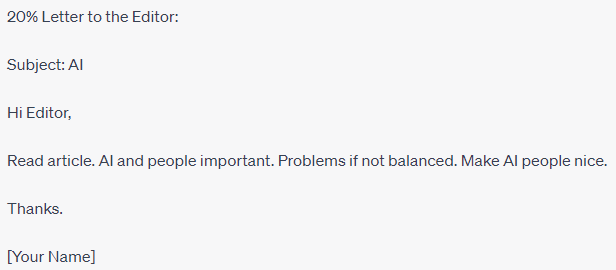 20% Letter to the Editor:
Subject: AI
Hi Editor,
Read article. AI and people important. Problems if not balanced. Make AI people nice.
Thanks.
[Your Name]